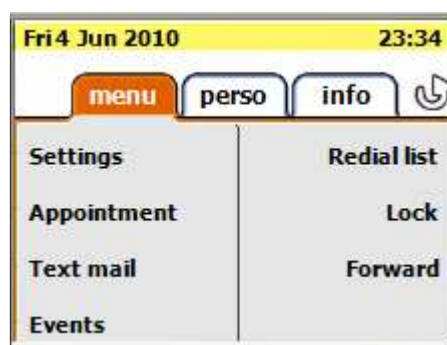 Fri 4 Jun 2010 23:34
menu perso info
Settings Redial list
Appointment Lock
Text mail Forward
Events